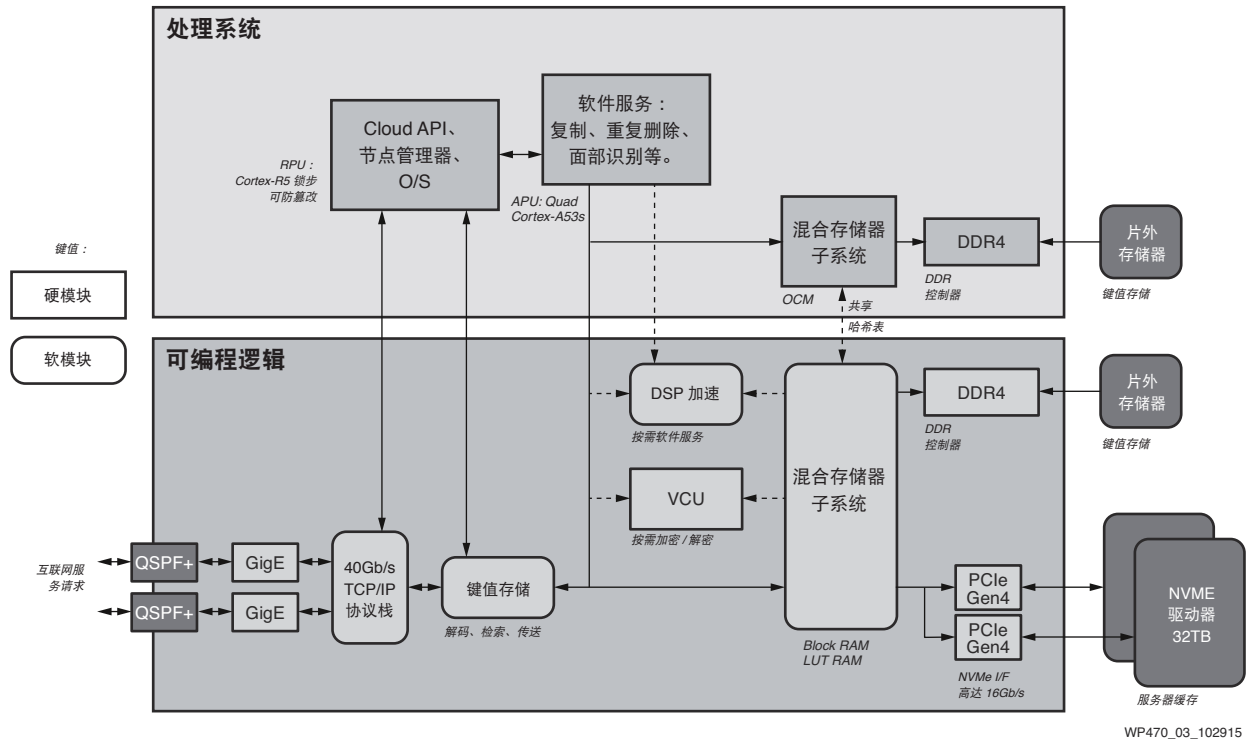 处理系统
Cloud API、
节点管理器、
O/S
RPU：
Cortex-R5 锁步
可防篡改
软件服务：
复制、重复删除、
面部识别等。
APU: Quad
Cortex-A53s
混合存储器
子系统
OCM
DDR4
DDR
控制器
片外
存储器
键值存储
共享
哈希表
键值：
硬模块
软模块
可编程逻辑
DSP 加速
按需软件服务
VCU
按需加密 / 解密
混合存储器
子系统
Block RAM
LUT RAM
DDR4
DDR
控制器
片外
存储器
键值存储
互联网服
务请求
QSPF+
GigE
QSPF+
GigE
40Gb/s
TCP/IP
协议栈
键值存储
解码、检索、传送
PCIe
Gen4
PCIe
Gen4
NVMe I/F
高达 16Gb/s
NVME
驱动器
32TB
服务器缓存
WP470_03_102915